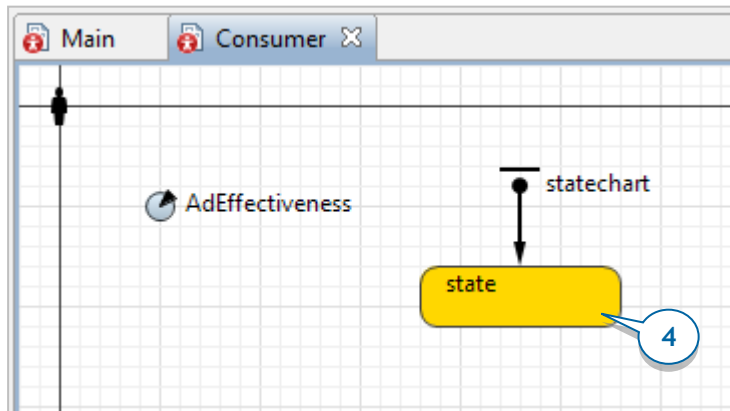 Main
Consumer
statechart
AdEffectiveness
state
4